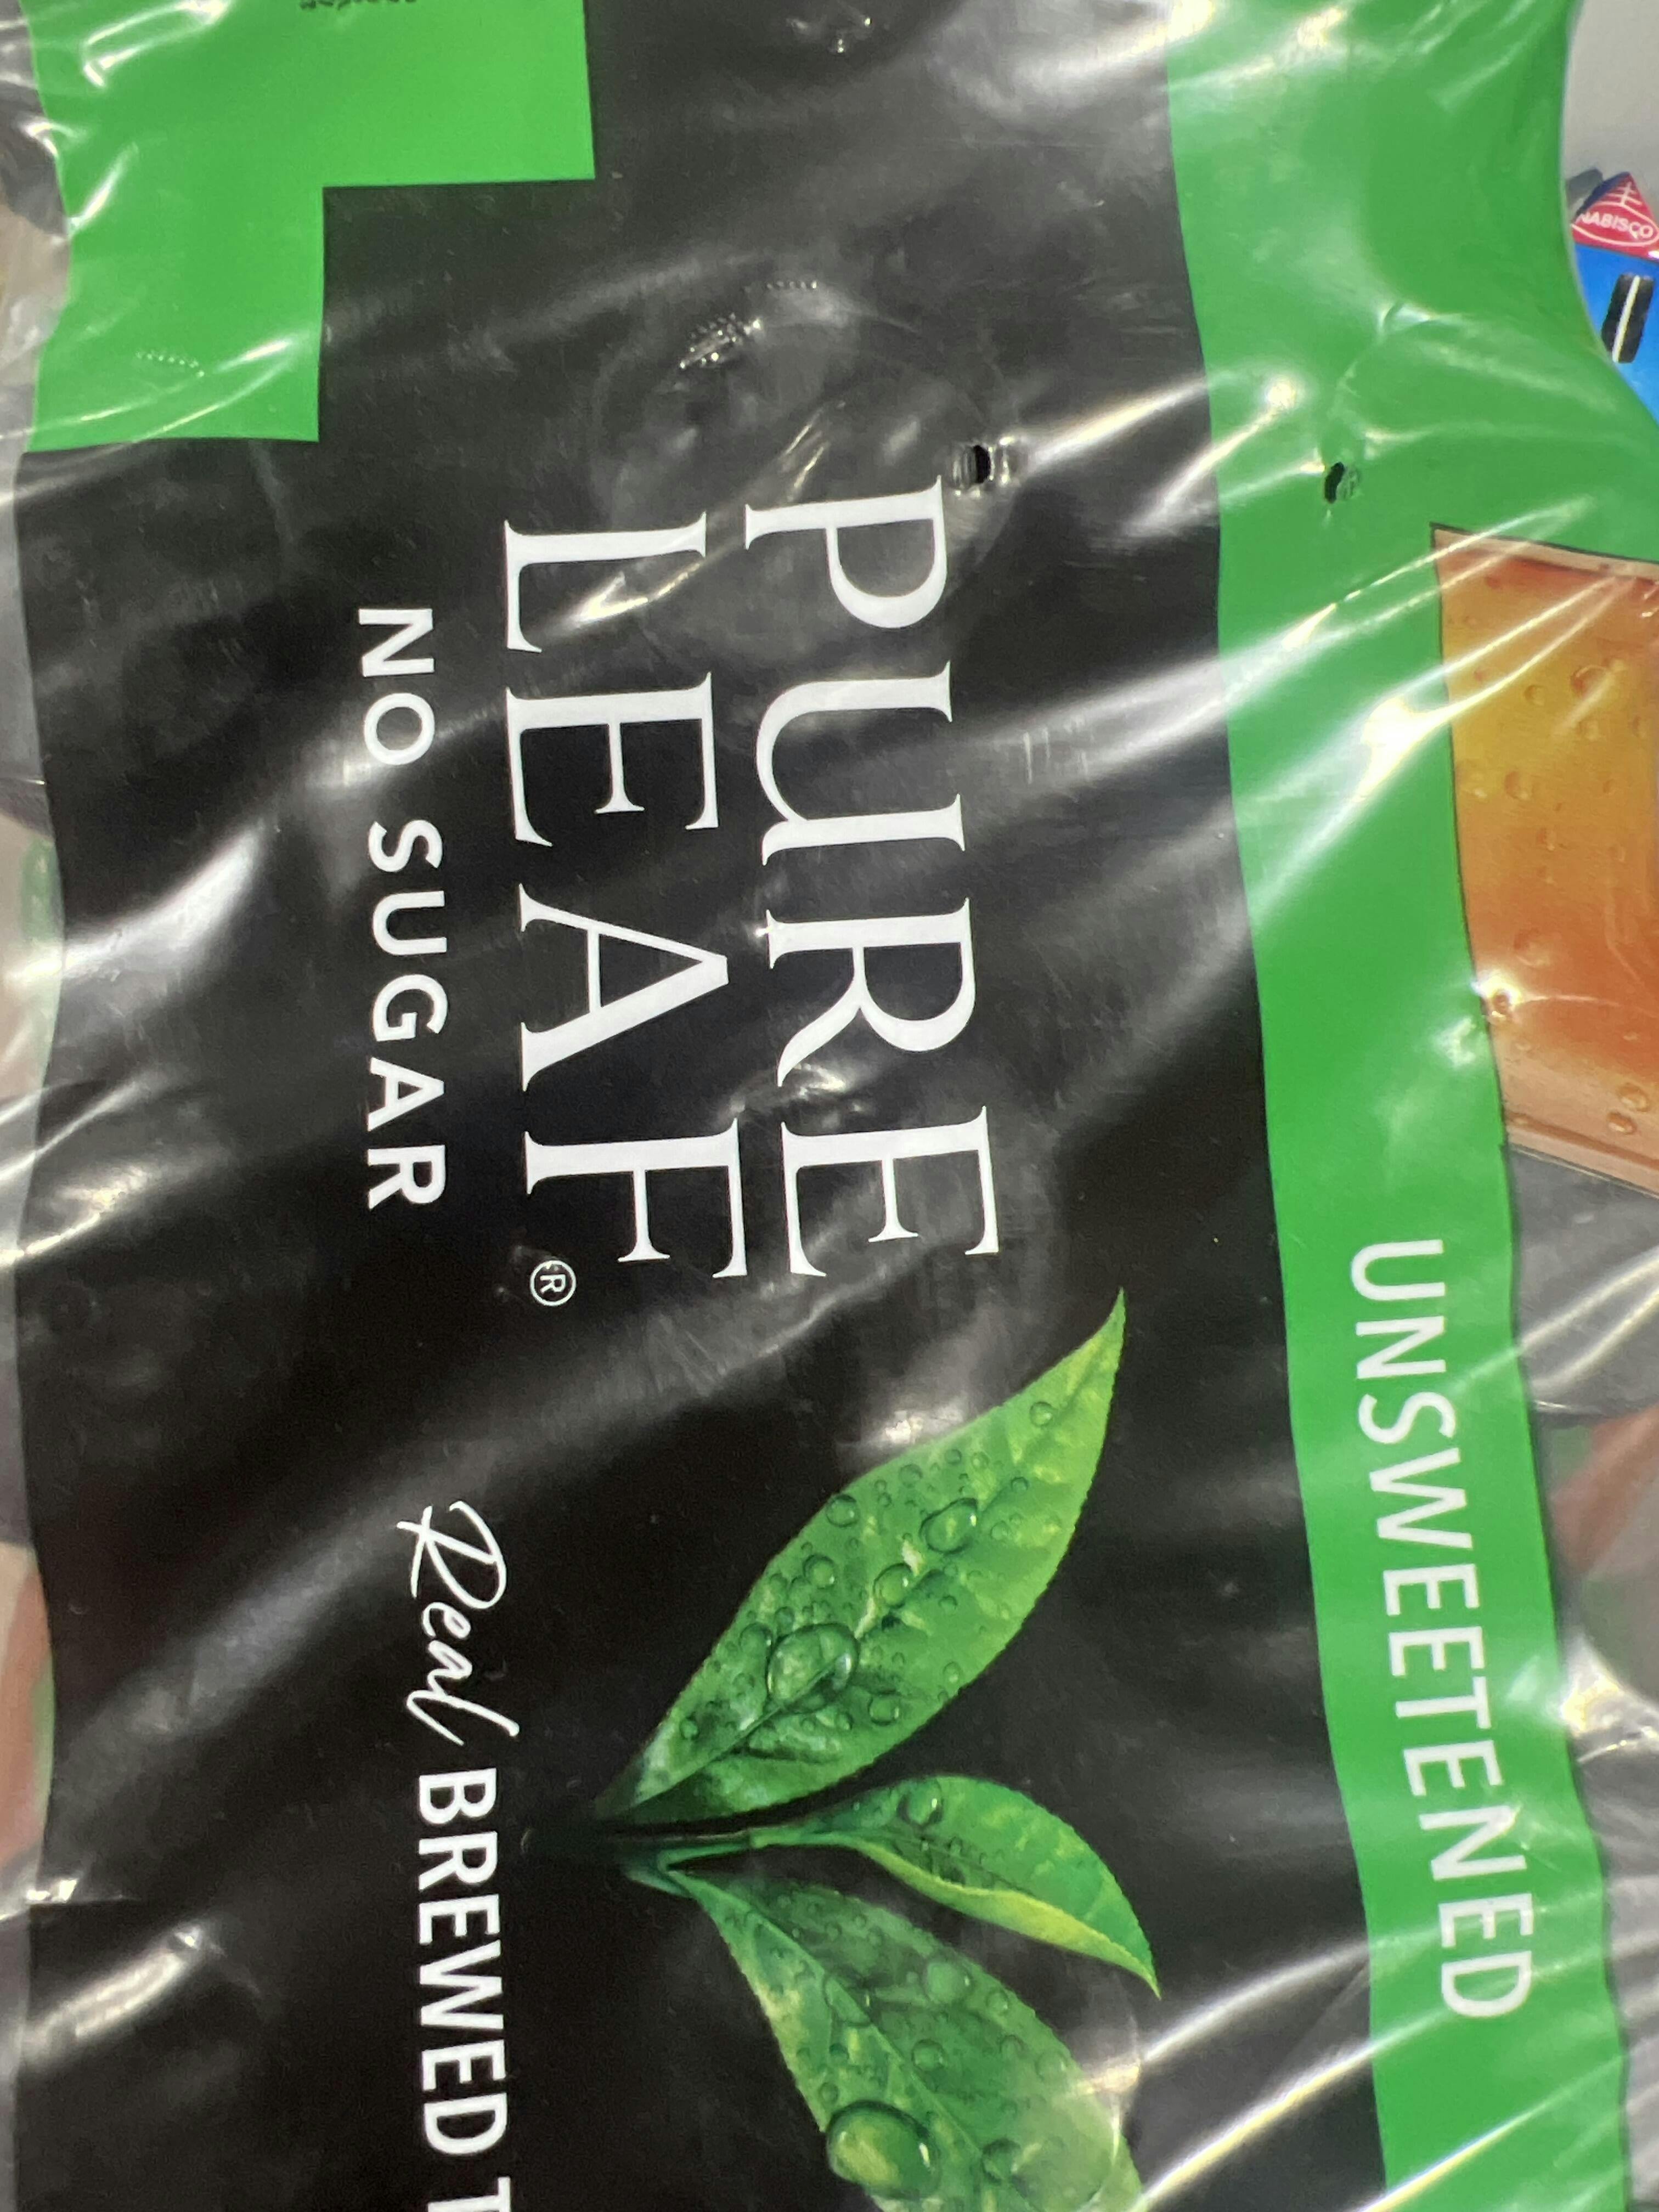 UNSWEETENED
PURE
LEAF®
NO SUGAR
Real BREWED
NABISCO